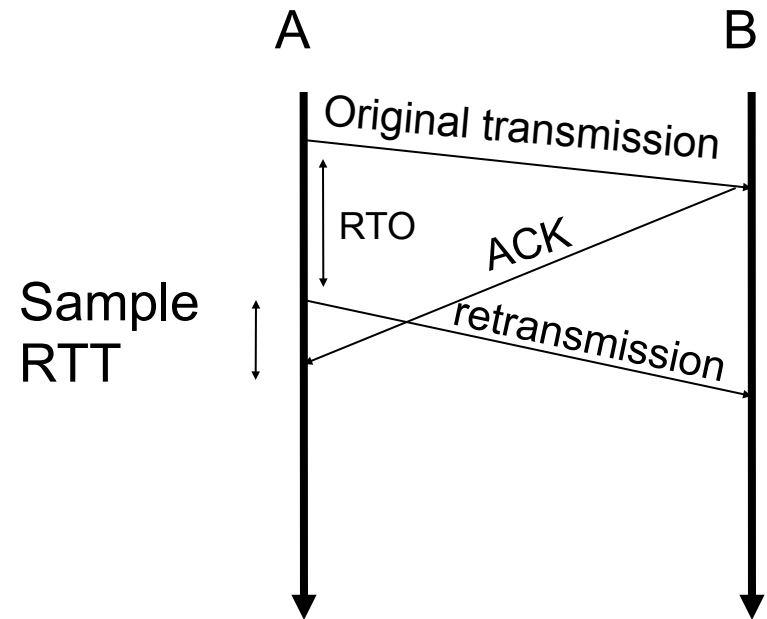 A
B
Original transmission
RTO
ACK
Sample
RTT
retransmission